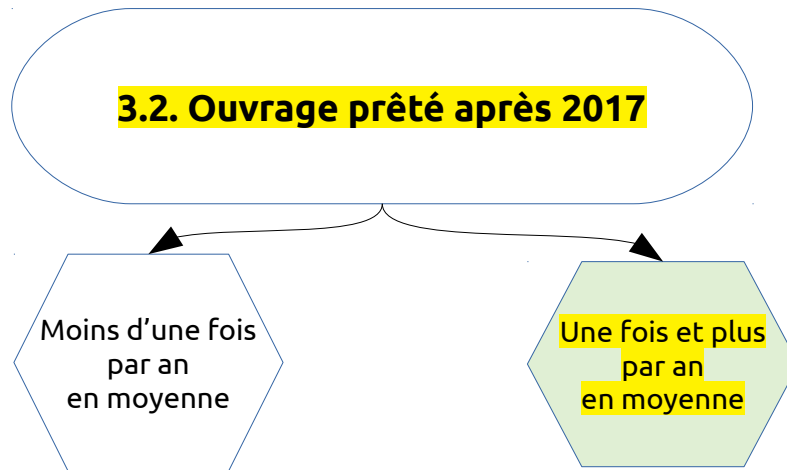 3.2. Ouvrage prêté après 2017
Moins d’une fois
par an
en moyenne
Une fois et plus
par an
en moyenne